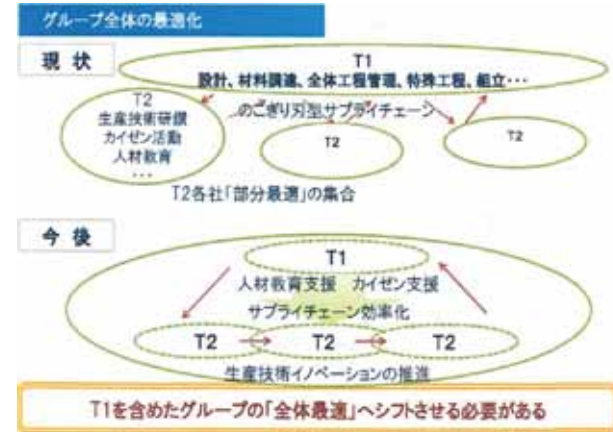 グループ全体の最適化
現状
T1
設計、材料調達、全体工程管理、特殊工程、組立・・・
T2
生産技術研鑽
カイゼン活動
人材教育
・・・
のこぎり刃型サプライチェーン
T2
T2
T2各社「部分最適」の集合
今後
T1
人材教育支援 カイゼン支援
サプライチェーン効率化
T2 T2 T2
生産技術イノベーションの推進
T1を含めたグループの「全体最適」へシフトさせる必要がある